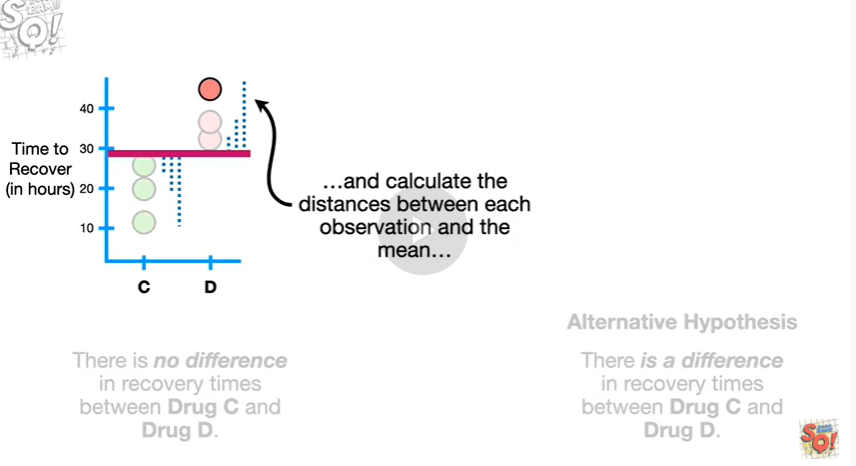 SQ!
40
Time to
30
Recover
(in hours)
20
10
C
D
…and calculate the
distances between each
observation and the
mean…
Alternative Hypothesis
There is no difference
in recovery times
between Drug C and
Drug D.
There is a difference
in recovery times
between Drug C and
Drug D.
SQ!